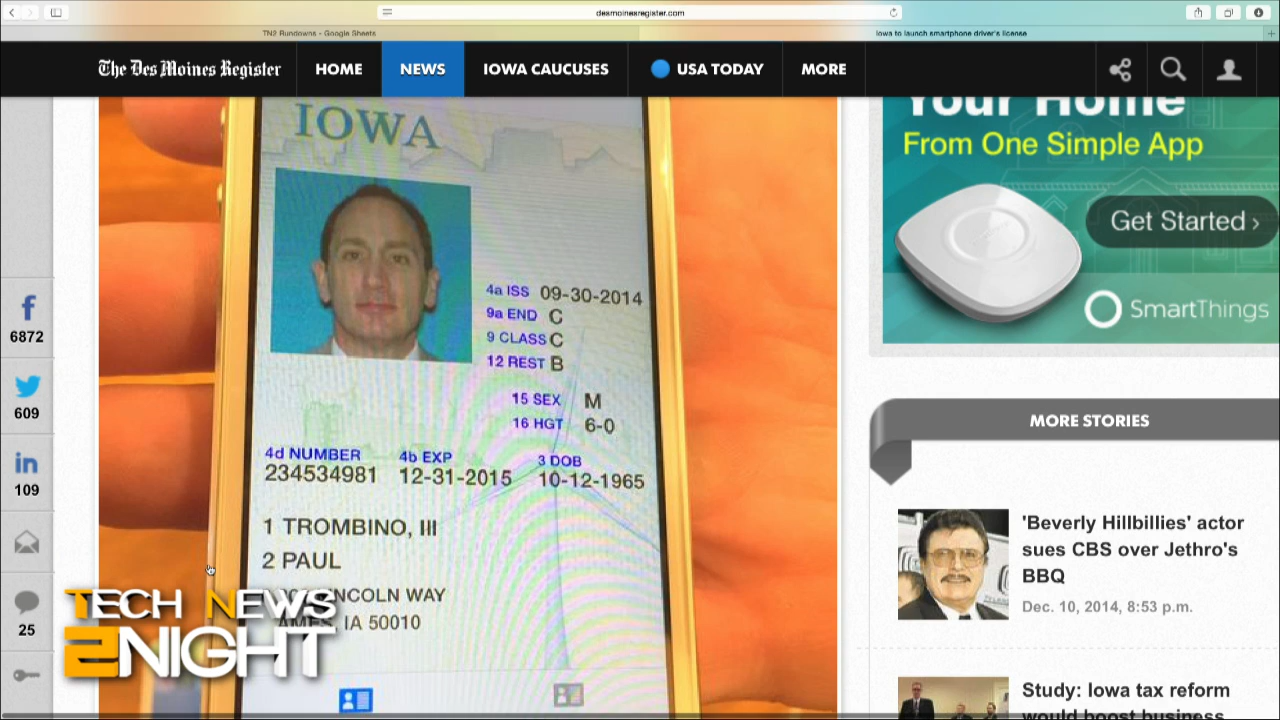 desmoinesregister.com
TN2 Rundowns - Google Sheets
Iowa to launch smartphone driver's license
The Des Moines Register
HOME
NEWS
IOWA CAUCUSES
USA TODAY
MORE
IOWA
4a ISS 09-30-2014
9a END C
9 CLASS C
12 REST B
15 SEX M
16 HGT 6-0
4d NUMBER 4b EXP 3 DOB
234534981 12-31-2015 10-12-1965
1 TROMBINO, III
2 PAUL
LINCOLN WAY
AMES, IA 50010
6872
609
109
25
TECH NEWS
2NIGHT
Your Home
From One Simple App
Get Started ›
SmartThings
MORE STORIES
'Beverly Hillbillies' actor
sues CBS over Jethro's
BBQ
Dec. 10, 2014, 8:53 p.m.
Study: Iowa tax reform
would boost business